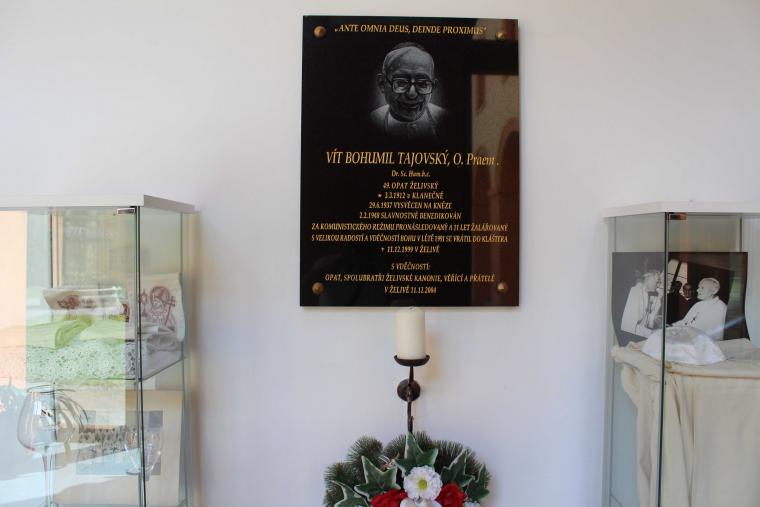 „ANTE OMNIA DEUS, DEINDE PROXIMUS"
VÍT BOHUMIL TAJOVSKÝ, O. Praem.
Dr. Sc. Hum.h.c.
49. OPAT ŽELIVSKÝ
* 3.3.1912 v KLANEČNÉ
29.6.1937 VYSVĚCEN NA KNĚZE
2.2.1948 SLAVNOSTNĚ BENEDIKOVÁN
ZA KOMUNISTICKÉHO REŽIMU PRONÁSLEDOVANÝ A 11 LET ŽALÁŘOVANÝ
S VELIKOU RADOSTÍ A VDĚČNOSTÍ BOHU V LÉTĚ 1991 SE VRÁTIL DO KLÁŠTERA
† 11.12.1999 V ŽELIVĚ
S VDĚČNOSTÍ:
OPAT, SPOLUBRATŘI ŽELIVSKÉ KANONIE, VĚŘÍCÍ A PŘÁTELÉ
V ŽELIVĚ 11.12.2004